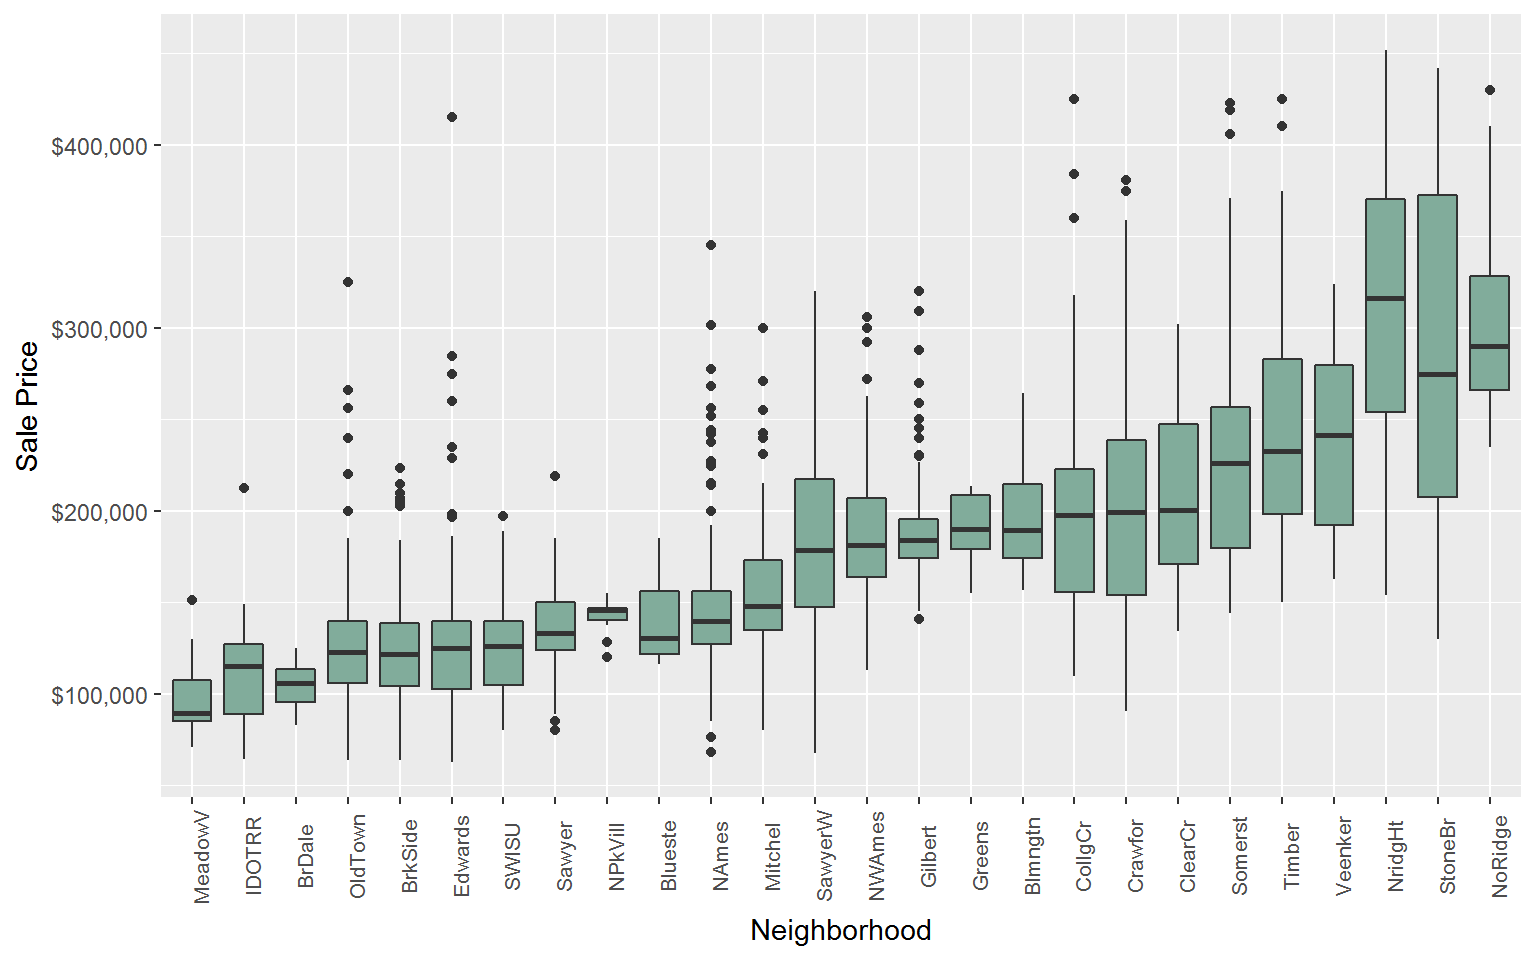 $400,000
$300,000
$200,000
$100,000
Sale Price
MeadowV
IDOTRR
BrDale
OldTown
BrkSide
Edwards
SWISU
Sawyer
NPkVill
Blueste
NAmes
Mitchel
SawyerW
NWAmes
Gilbert
Greens
Blmngtn
CollgCr
Crawfor
ClearCr
Somerst
Timber
Veenker
NridgHt
StoneBr
NoRidge
Neighborhood